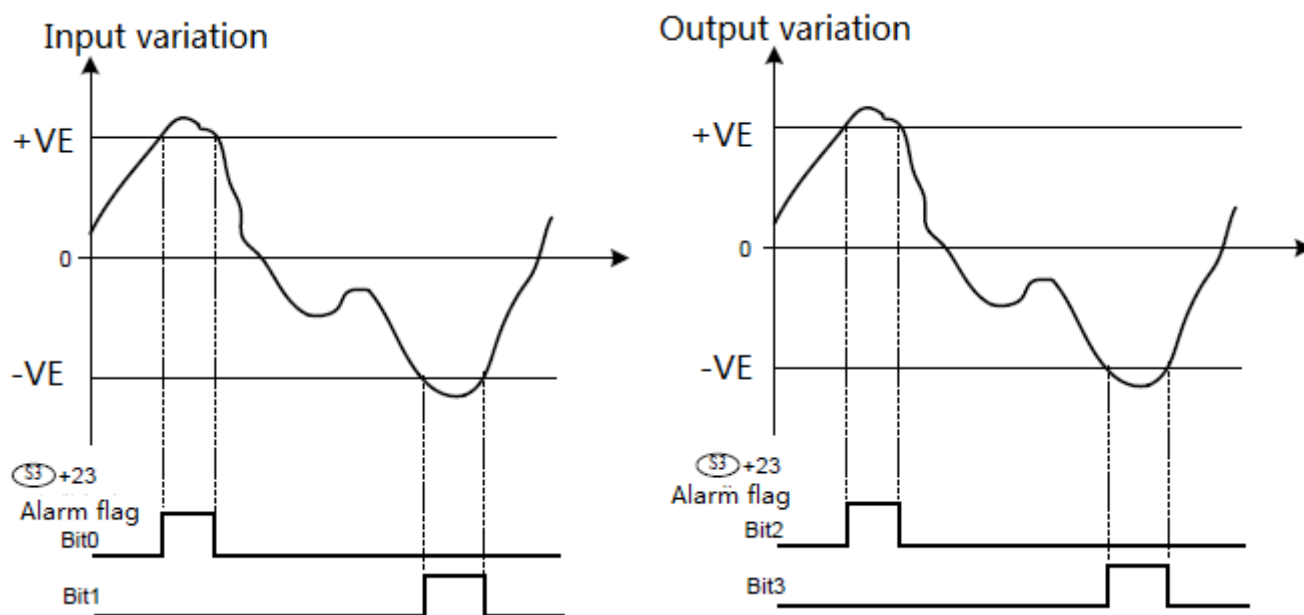 Input variation
+VE
0
-VE
S3 +23
Alarm flag
Bit0
Bit1
Output variation
+VE
0
-VE
S3 +23
Alarm flag
Bit2
Bit3